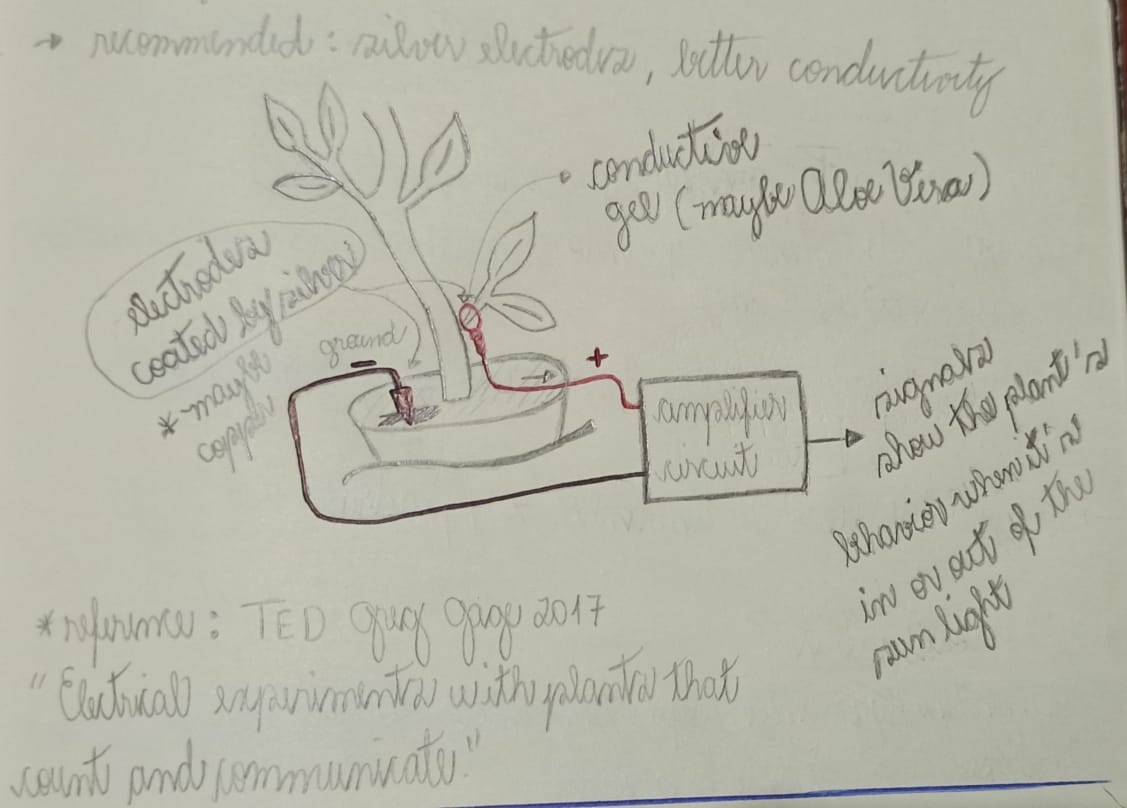 → recommended: silver electrodes, better conductivity
• conductive
gel (maybe Aloe Vera)
electrodes
coated by silver
* maybe
copper
ground
-
+
amplifier
circuit
signals
show the plant's
behavior when it's
in or out of the
sun light
*reference: TED Greg Gage 2017
"Electrical experiments with plants that
count and communicate"